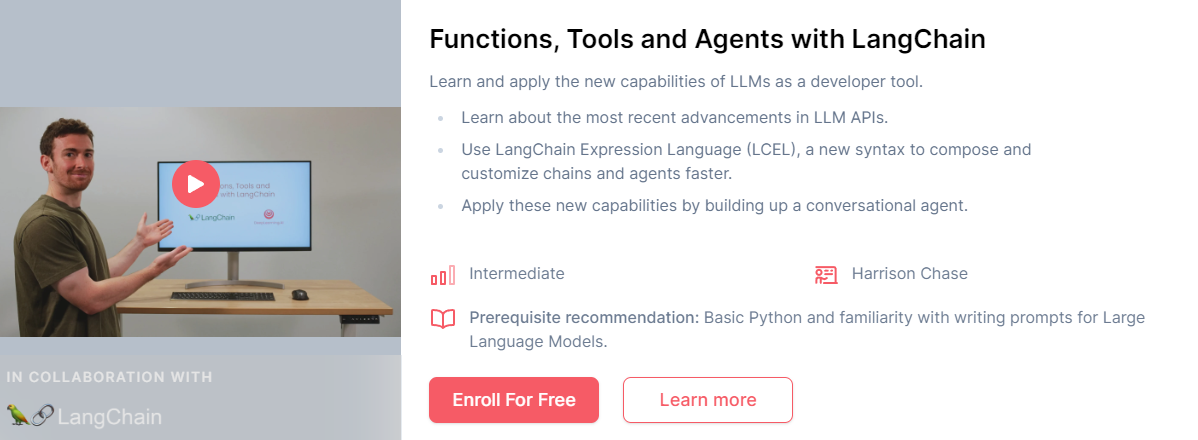 Functions, Tools and Agents with LangChain
Learn and apply the new capabilities of LLMs as a developer tool.
Learn about the most recent advancements in LLM APIs.
Use LangChain Expression Language (LCEL), a new syntax to compose and
customize chains and agents faster.
Apply these new capabilities by building up a conversational agent.
Intermediate
Harrison Chase
Prerequisite recommendation: Basic Python and familiarity with writing prompts for Large
Language Models.
Enroll For Free
Learn more
Tools and
with LangChain
LangChain
IN COLLABORATION WITH
LangChain